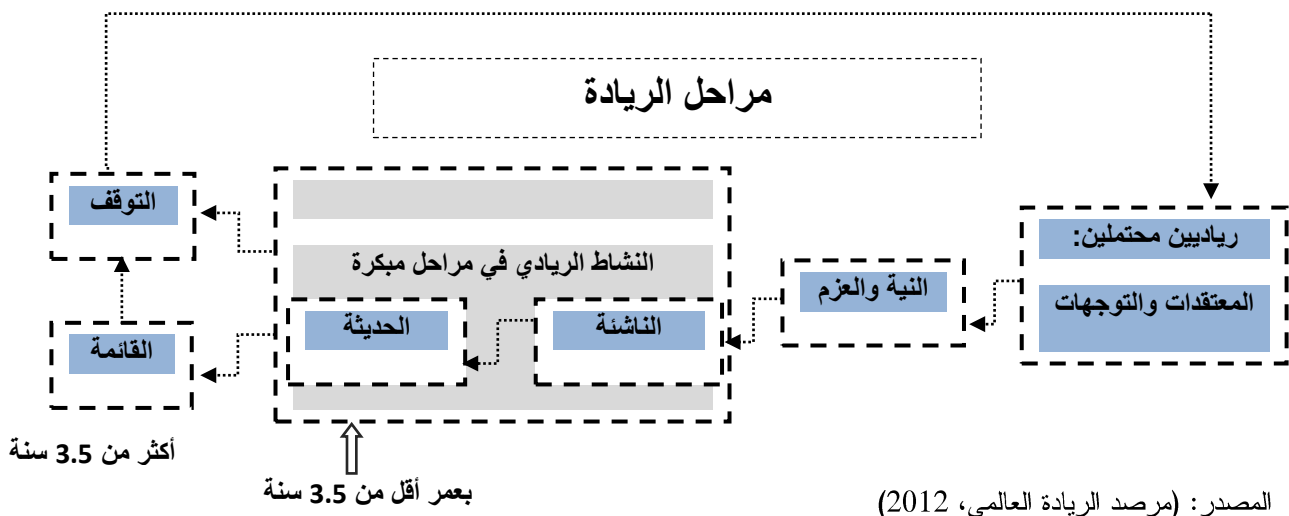 مراحل الريادة
رياديين محتملين:
المعتقدات والتوجهات
النية والعزم
النشاط الريادي في مراحل مبكرة
الناشئة
الحديثة
التوقف
القائمة
أكثر من 3.5 سنة
بعمر أقل من 3.5 سنة
المصدر: (مرصد الريادة العالمي، 2012)